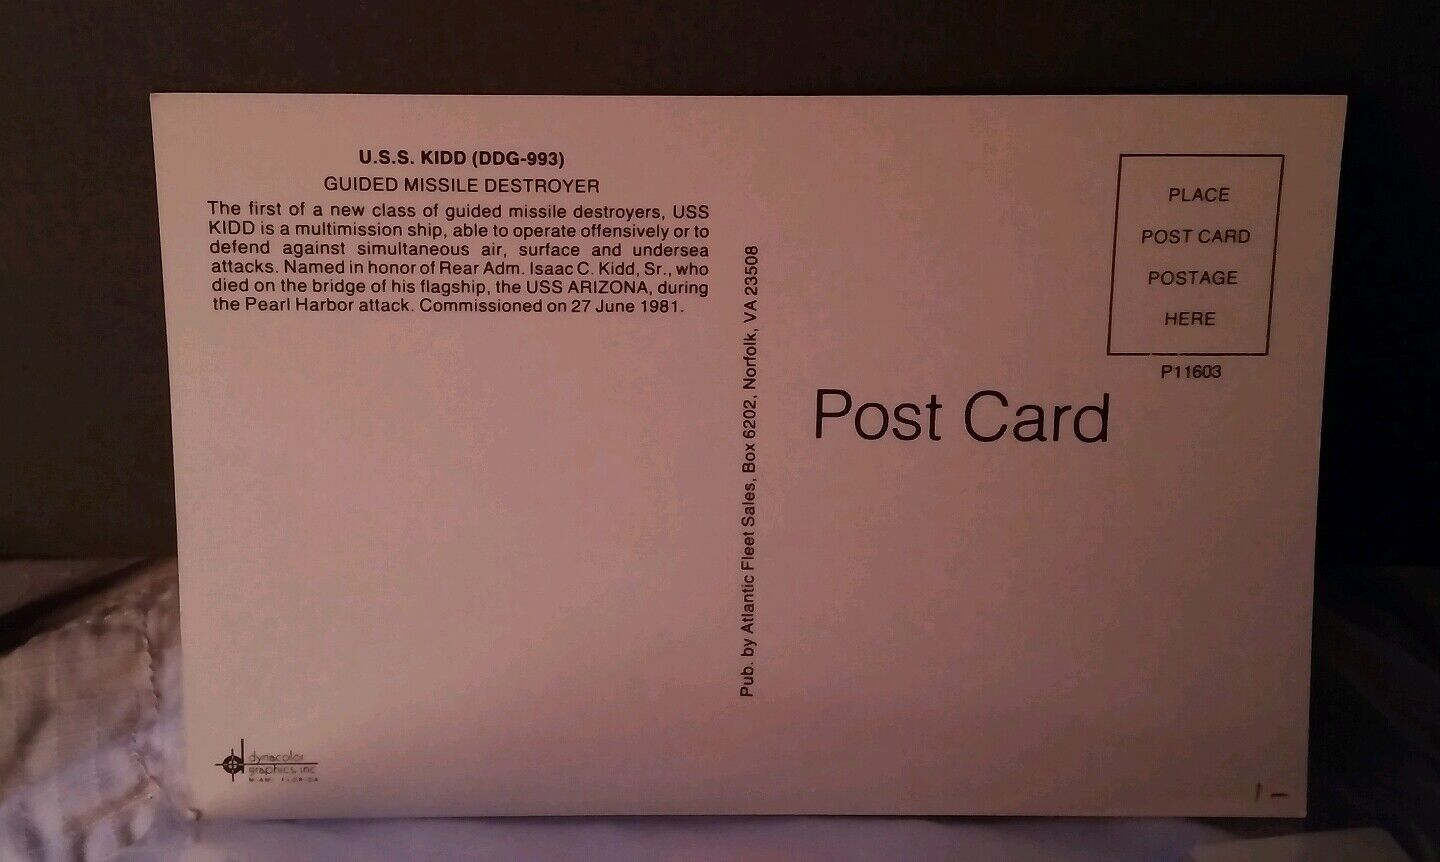 U.S.S. KIDD (DDG-993)
GUIDED MISSILE DESTROYER
The first of a new class of guided missile destroyers, USS
KIDD is a multimission ship, able to operate offensively or to
defend against simultaneous air, surface and undersea
attacks. Named in honor of Rear Adm. Isaac C. Kidd, Sr., who
died on the bridge of his flagship, the USS ARIZONA, during
the Pearl Harbor attack. Commissioned on 27 June 1981.
dynacolor
graphics, inc
MIAMI FLORIDA
Pub. by Atlantic Fleet Sales, Box 6202, Norfolk, VA 23508
PLACE
POST CARD
POSTAGE
HERE
P11603
Post Card
1 –